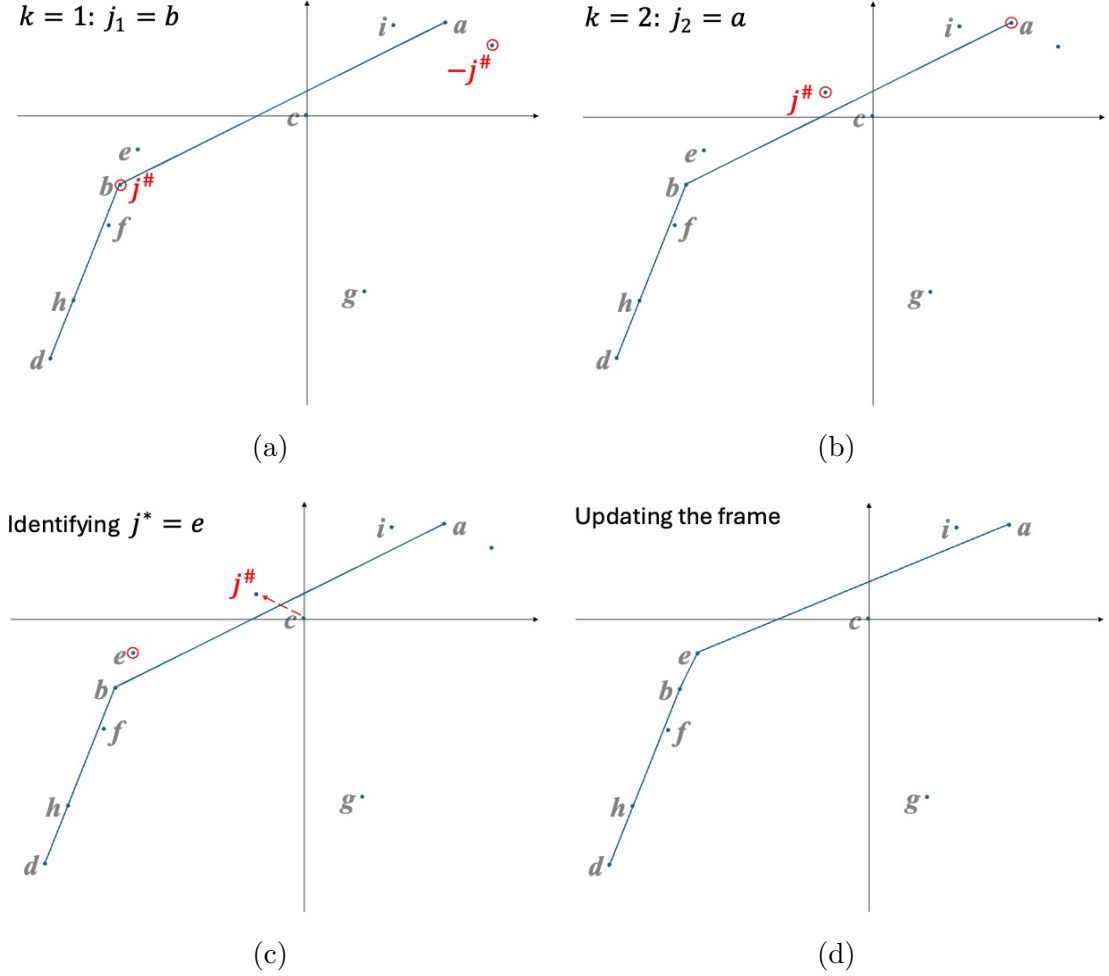 k = 1: j₁ = b
i
a
−j^#
c
e
b
j^#
f
g
h
d
(a)
k = 2: j₂ = a
i
a
j^#
c
e
b
f
g
h
d
(b)
Identifying j* = e
i
a
j^#
c
e
b
f
g
h
d
(c)
Updating the frame
i
a
c
e
b
f
g
h
d
(d)